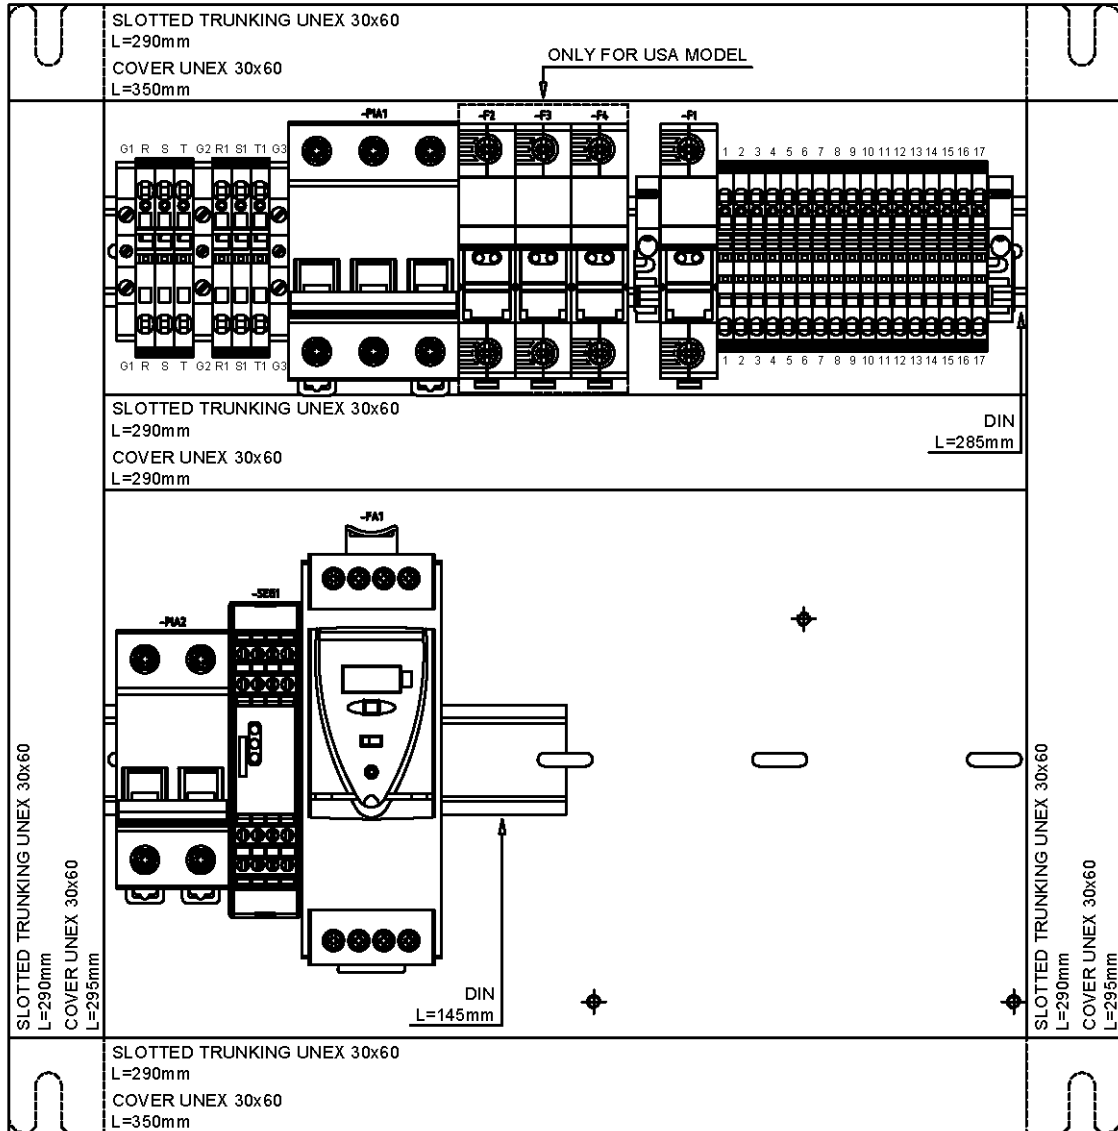 SLOTTED TRUNKING UNEX 30x60
L=290mm
COVER UNEX 30x60
L=350mm
ONLY FOR USA MODEL
-PIA1
-F2
-F3
-F4
-F1
G1 R S T G2 R1 S1 T1 G3
1 2 3 4 5 6 7 8 9 10 11 12 13 14 15 16 17
G1 R S T G2 R1 S1 T1 G3
1 2 3 4 5 6 7 8 9 10 11 12 13 14 15 16 17
SLOTTED TRUNKING UNEX 30x60
L=290mm
COVER UNEX 30x60
L=290mm
DIN
L=285mm
-FA1
-SEG1
-PIA2
SLOTTED TRUNKING UNEX 30x60
L=290mm
COVER UNEX 30x60
L=295mm
DIN
L=145mm
SLOTTED TRUNKING UNEX 30x60
L=290mm
COVER UNEX 30x60
L=295mm
SLOTTED TRUNKING UNEX 30x60
L=290mm
COVER UNEX 30x60
L=350mm